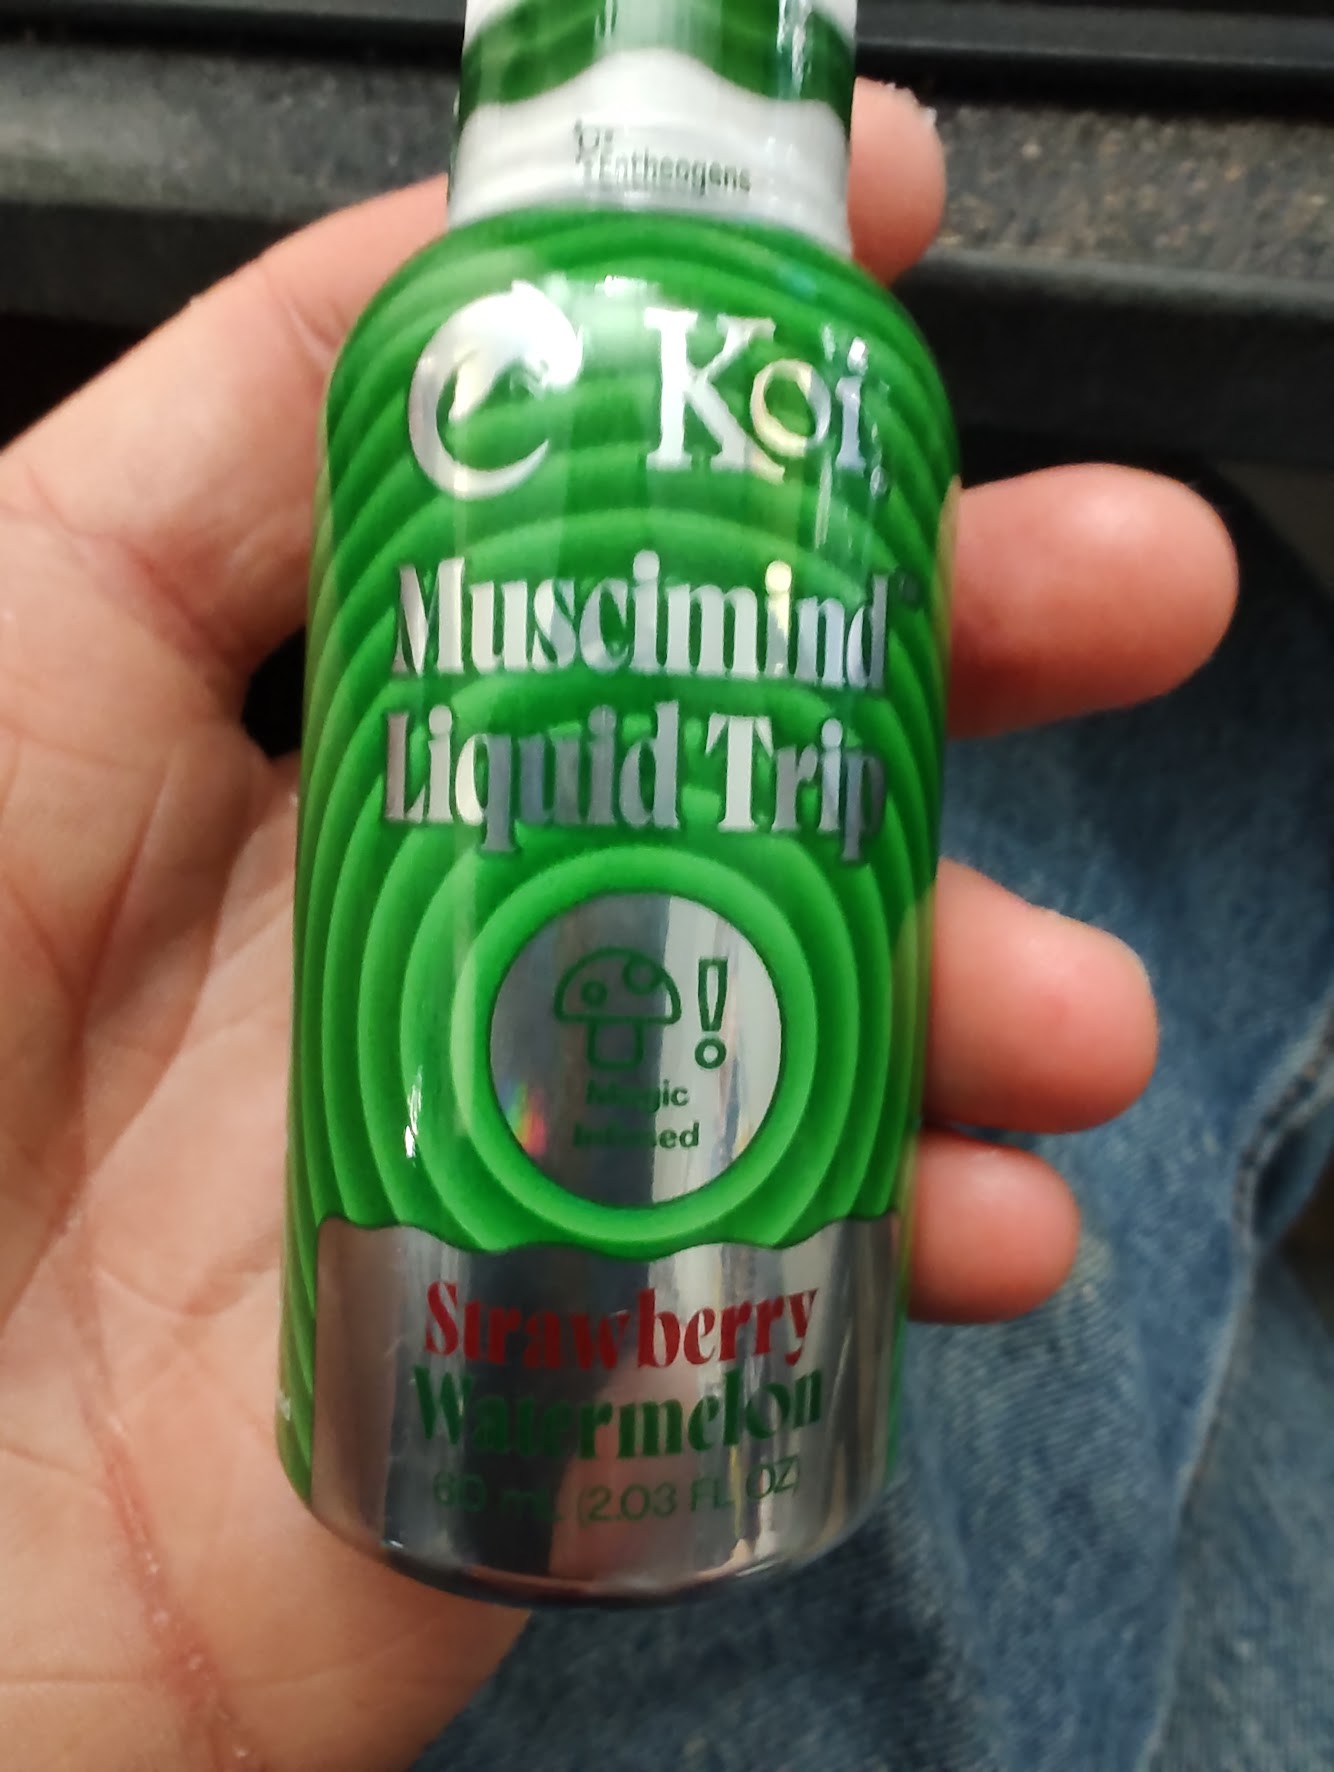 Entheogens
Koi
Muscimind®
Liquid Trip
Magic
Infused
Strawberry
Watermelon
60 mL (2.03 FL OZ)